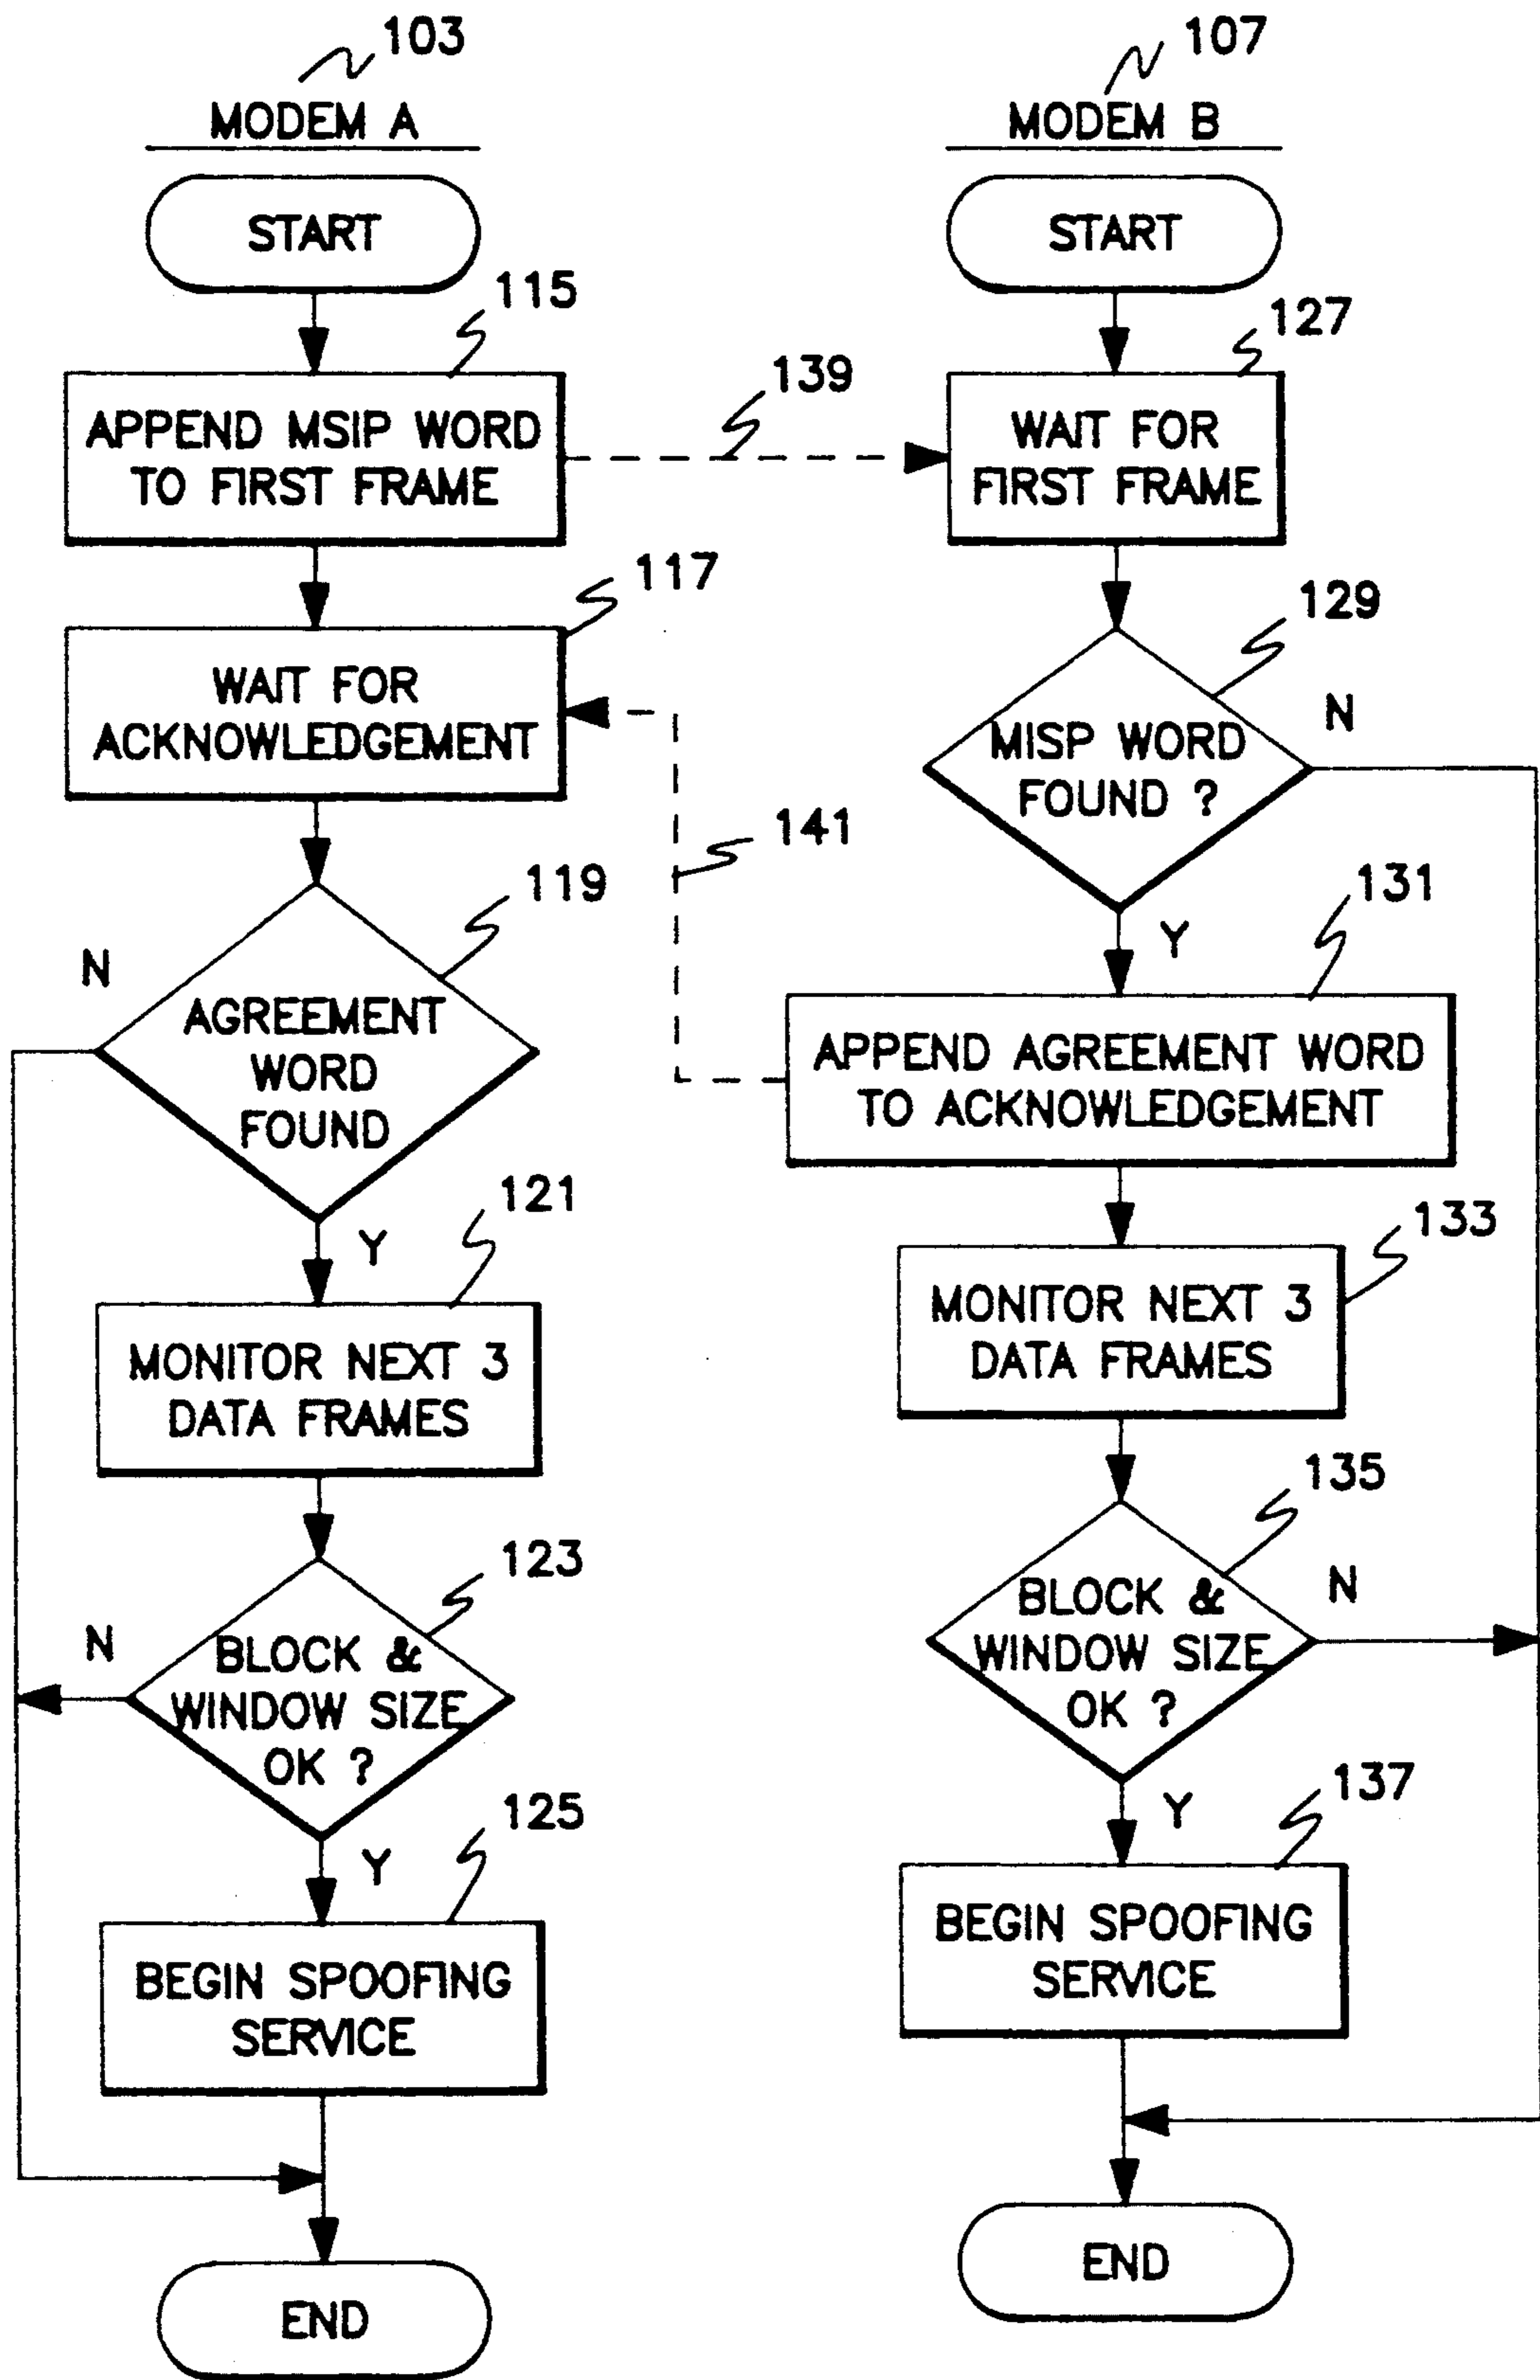 103
MODEM A
START
115
APPEND MSIP WORD
TO FIRST FRAME
139
117
WAIT FOR
ACKNOWLEDGEMENT
141
119
N
AGREEMENT
WORD
FOUND
Y
121
MONITOR NEXT 3
DATA FRAMES
123
N
BLOCK &
WINDOW SIZE
OK ?
Y
125
BEGIN SPOOFING
SERVICE
END
107
MODEM B
START
127
WAIT FOR
FIRST FRAME
129
N
MISP WORD
FOUND ?
Y
131
APPEND AGREEMENT WORD
TO ACKNOWLEDGEMENT
133
MONITOR NEXT 3
DATA FRAMES
135
N
BLOCK &
WINDOW SIZE
OK ?
Y
137
BEGIN SPOOFING
SERVICE
END